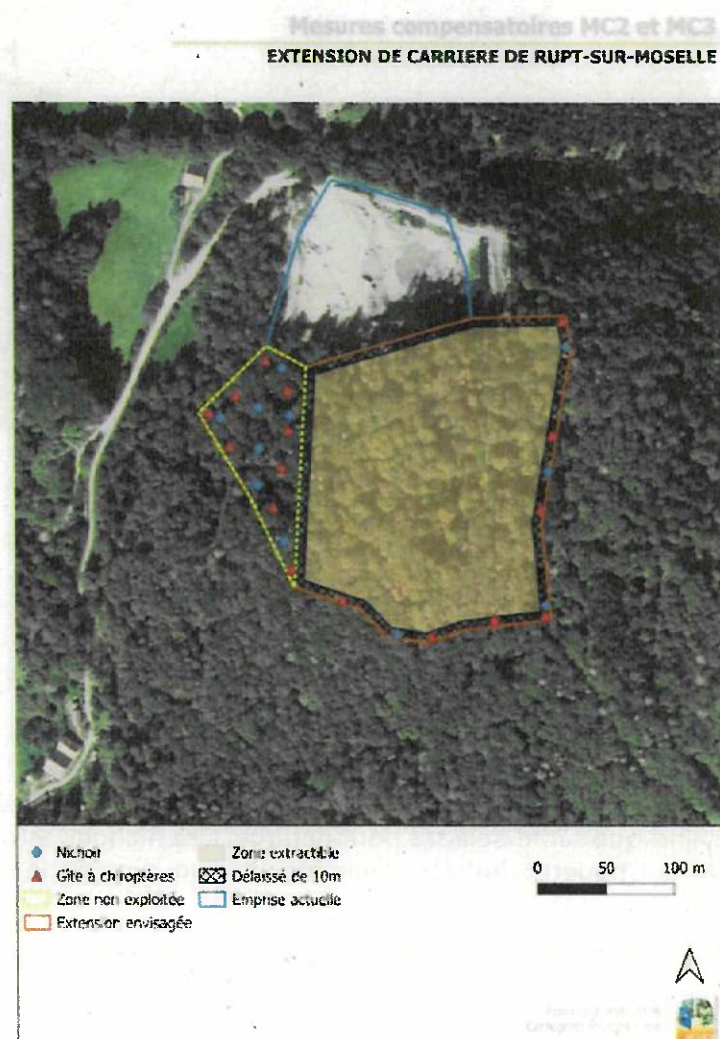 Mesures compensatoires MC2 et MC3
EXTENSION DE CARRIERE DE RUPT-SUR-MOSELLE
Nichoir
Gîte à chiroptères
Zone non exploitée
Extension envisagée
Zone extractible
Délaissé de 10m
Emprise actuelle
0 50 100 m